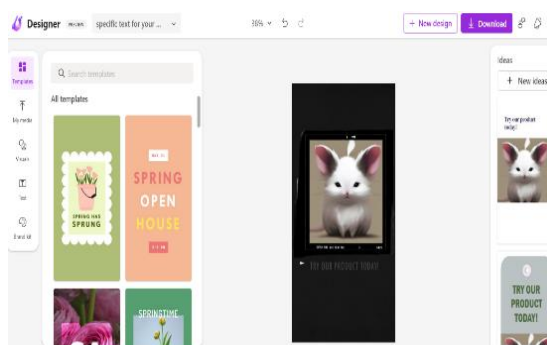 Designer
specific text for your ...
38%
+ New design
Download
Templates
My media
Visuals
Text
Brand kit
Search templates
All templates
SPRING HAS
SPRUNG
SPRING
OPEN
HOUSE
SPRINGTIME
TRY OUR PRODUCT TODAY!
Ideas
+ New ideas
Try our product
today!
TRY OUR
PRODUCT
TODAY!